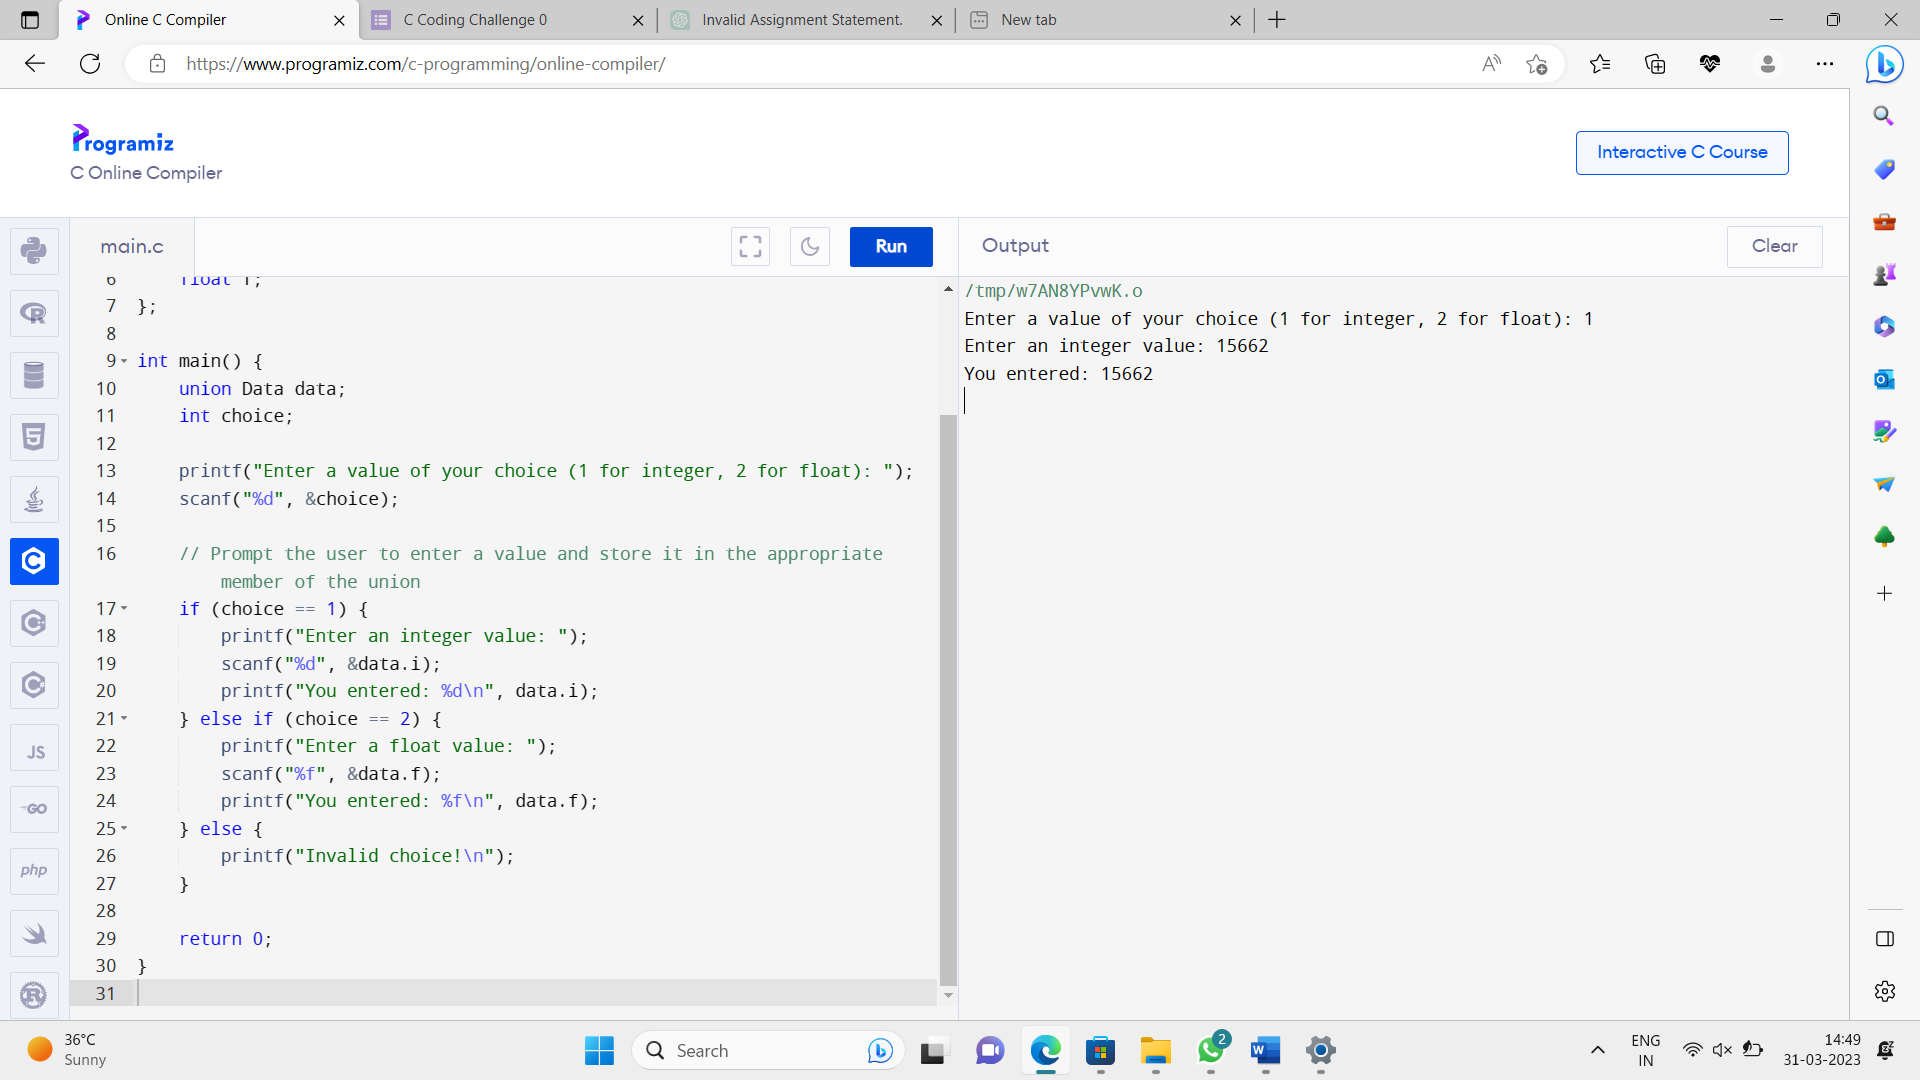 Online C Compiler
C Coding Challenge 0
Invalid Assignment Statement.
New tab
https://www.programiz.com/c-programming/online-compiler/
Programiz
C Online Compiler
Interactive C Course
main.c
Run
Output
Clear
6 float f;
7 };
8
9 int main() {
10 union Data data;
11 int choice;
12
13 printf("Enter a value of your choice (1 for integer, 2 for float): ");
14 scanf("%d", &choice);
15
16 // Prompt the user to enter a value and store it in the appropriate
member of the union
17 if (choice == 1) {
18 printf("Enter an integer value: ");
19 scanf("%d", &data.i);
20 printf("You entered: %d\n", data.i);
21 } else if (choice == 2) {
22 printf("Enter a float value: ");
23 scanf("%f", &data.f);
24 printf("You entered: %f\n", data.f);
25 } else {
26 printf("Invalid choice!\n");
27 }
28
29 return 0;
30 }
31
/tmp/w7AN8YPvwK.o
Enter a value of your choice (1 for integer, 2 for float): 1
Enter an integer value: 15662
You entered: 15662
JS
GO
php
36°C
Sunny
Search
2
ENG
IN
14:49
31-03-2023